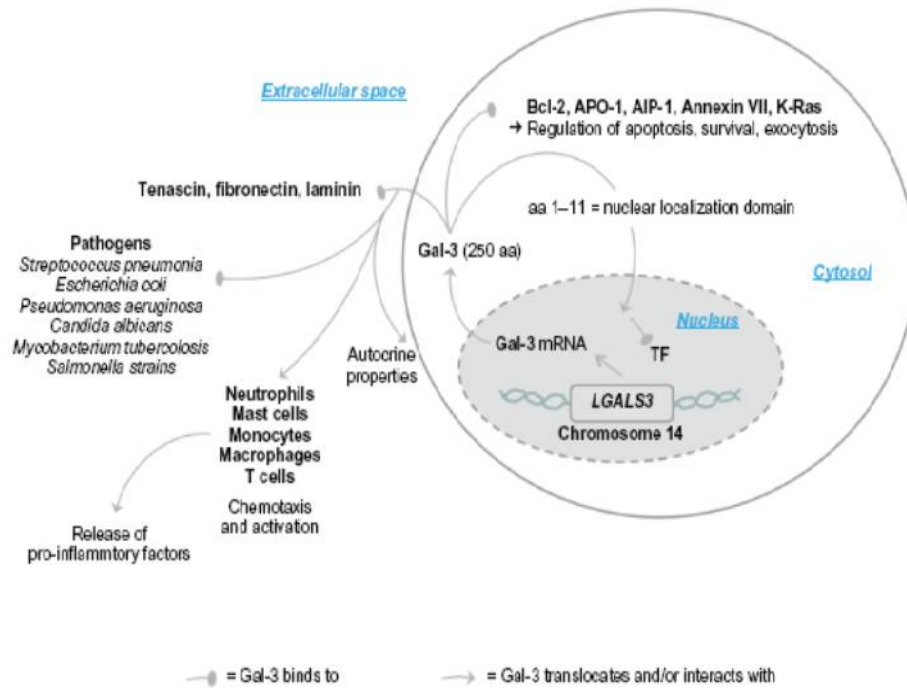 Extracellular space
Bcl-2, APO-1, AIP-1, Annexin VII, K-Ras
→ Regulation of apoptosis, survival, exocytosis
Tenascin, fibronectin, laminin
aa 1–11 = nuclear localization domain
Pathogens
Streptococcus pneumonia
Escherichia coli
Pseudomonas aeruginosa
Candida albicans
Mycobacterium tubercolosis
Salmonella strains
Gal-3 (250 aa)
Cytosol
Nucleus
Gal-3 mRNA
TF
LGALS3
Chromosome 14
Autocrine
properties
Neutrophils
Mast cells
Monocytes
Macrophages
T cells
Chemotaxis
and activation
Release of
pro-inflammtory factors
= Gal-3 binds to
= Gal-3 translocates and/or interacts with